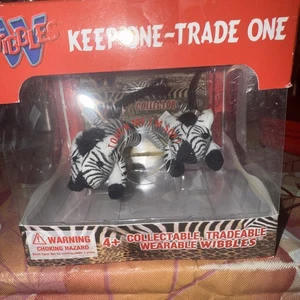 WIBBLES
W
KEEP ONE-TRADE ONE
COLLECTOR
WARNING
CHOKING HAZARD
4+
COLLECTABLE, TRADEABLE
WEARABLE WIBBLES